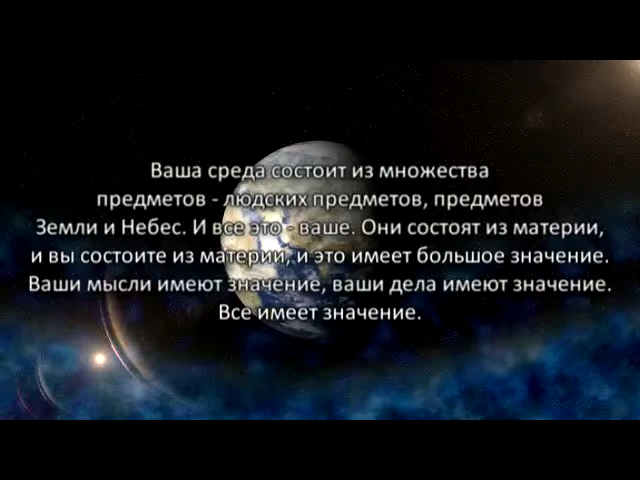 Ваша среда состоит из множества
предметов - людских предметов, предметов
Земли и Небес. И все это - ваше. Они состоят из материи,
и вы состоите из материи, и это имеет большое значение.
Ваши мысли имеют значение, ваши дела имеют значение.
Все имеет значение.